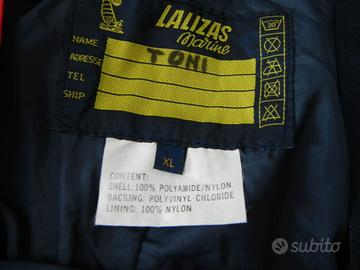 LALIZAS
Marine
NAME TONI
ADRESSE
TEL
SHIP
30°
XL
CONTENT:
SHELL:100% POLYAMIDE/NYLON
BACKING: POLYVINYL CHLORIDE
LINING: 100% NYLON
subito